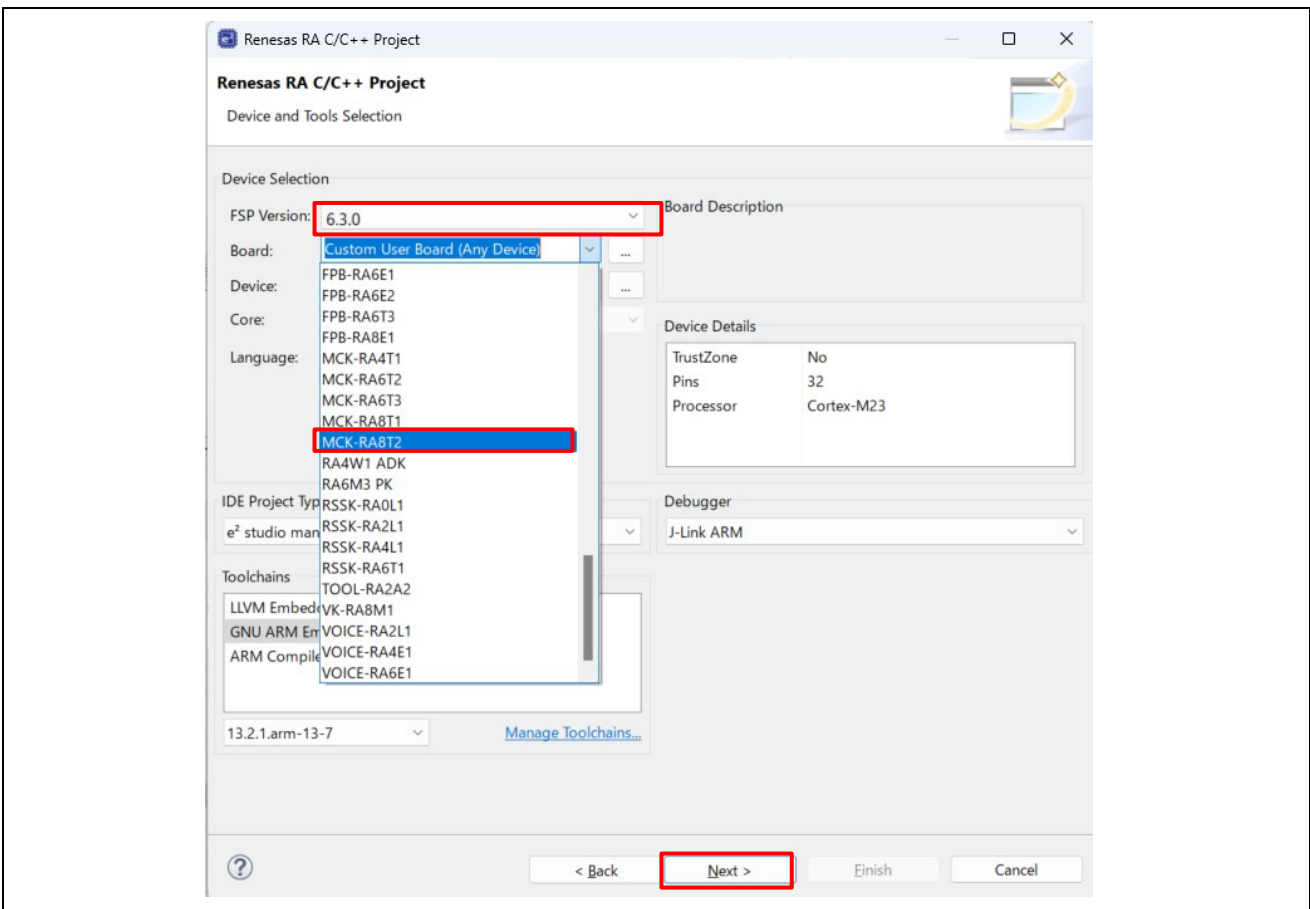 Renesas RA C/C++ Project
Renesas RA C/C++ Project
Device and Tools Selection
Device Selection
FSP Version: 6.3.0
Board: Custom User Board (Any Device) ...
Device: ...
Core:
Language:
FPB-RA6E1
FPB-RA6E2
FPB-RA6T3
FPB-RA8E1
MCK-RA4T1
MCK-RA6T2
MCK-RA6T3
MCK-RA8T1
MCK-RA8T2
RA4W1 ADK
RA6M3 PK
RSSK-RA0L1
RSSK-RA2L1
RSSK-RA4L1
RSSK-RA6T1
TOOL-RA2A2
VK-RA8M1
VOICE-RA2L1
VOICE-RA4E1
VOICE-RA6E1
Board Description
Device Details
TrustZone No
Pins 32
Processor Cortex-M23
IDE Project Typ
e² studio man
Debugger
J-Link ARM
Toolchains
LLVM Embed
GNU ARM Em
ARM Compile
13.2.1.arm-13-7
Manage Toolchains...
?
< Back
Next >
Finish
Cancel